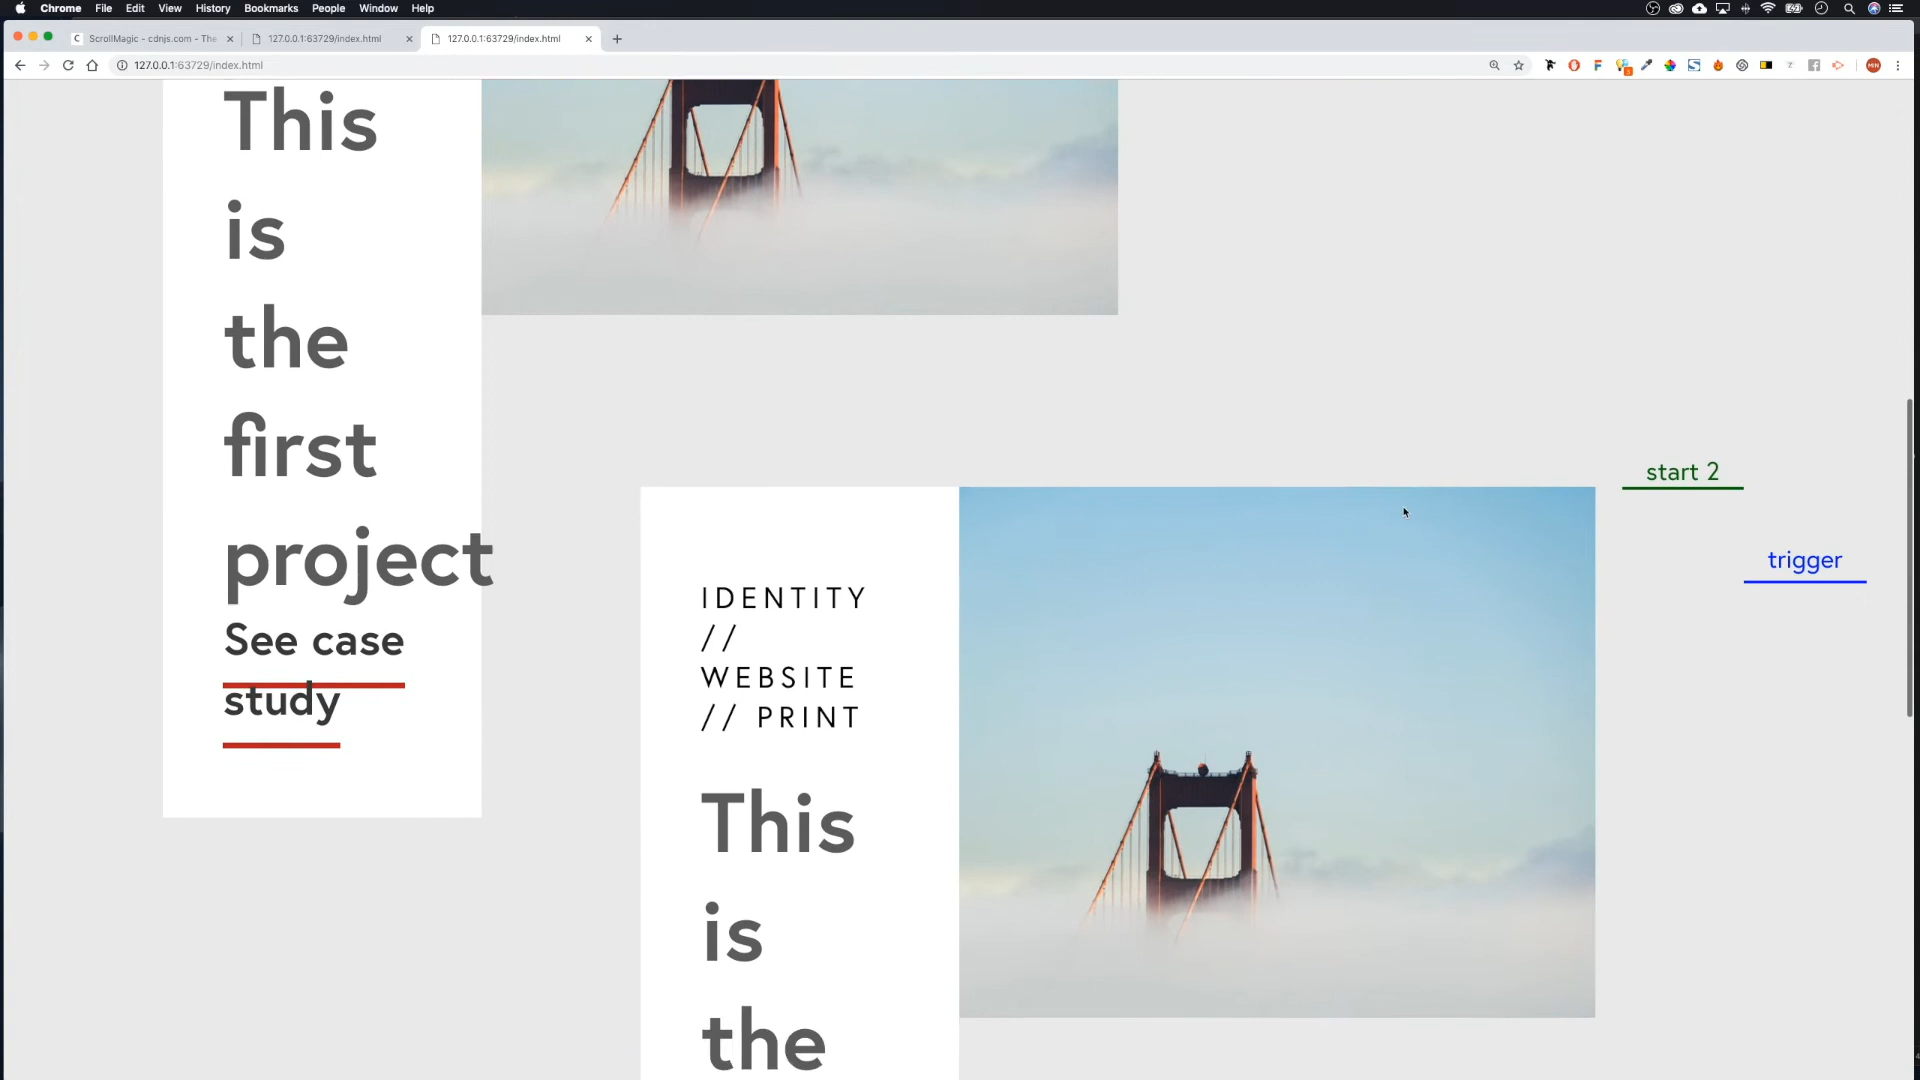 Chrome File Edit View History Bookmarks People Window Help
ScrollMagic - cdnjs.com - The
127.0.0.1:63729/index.html
127.0.0.1:63729/index.html
127.0.0.1:63729/index.html
This
is
the
first
project
See case
study
start 2
trigger
IDENTITY
//
WEBSITE
// PRINT
This
is
the